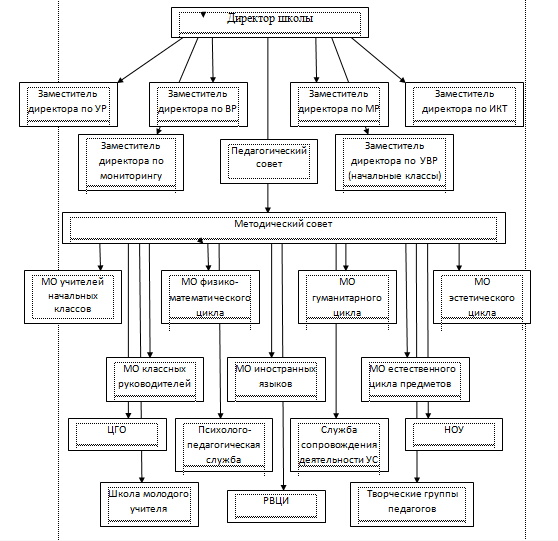 Директор школы
Заместитель
директора по УР
Заместитель
директора по ВР
Заместитель
директора по МР
Заместитель
директора по ИКТ
Заместитель
директора по
мониторингу
Педагогический
совет
Заместитель
директора по УВР
(начальные классы)
Методический совет
МО учителей
начальных
классов
МО физико-
математического
цикла
МО
гуманитарного
цикла
МО
эстетического
цикла
МО классных
руководителей
МО иностранных
языков
МО естественного
цикла предметов
ЦГО
Психолого-
педагогическая
служба
Служба
сопровождения
деятельности УС
НОУ
Школа молодого
учителя
РВЦИ
Творческие группы
педагогов